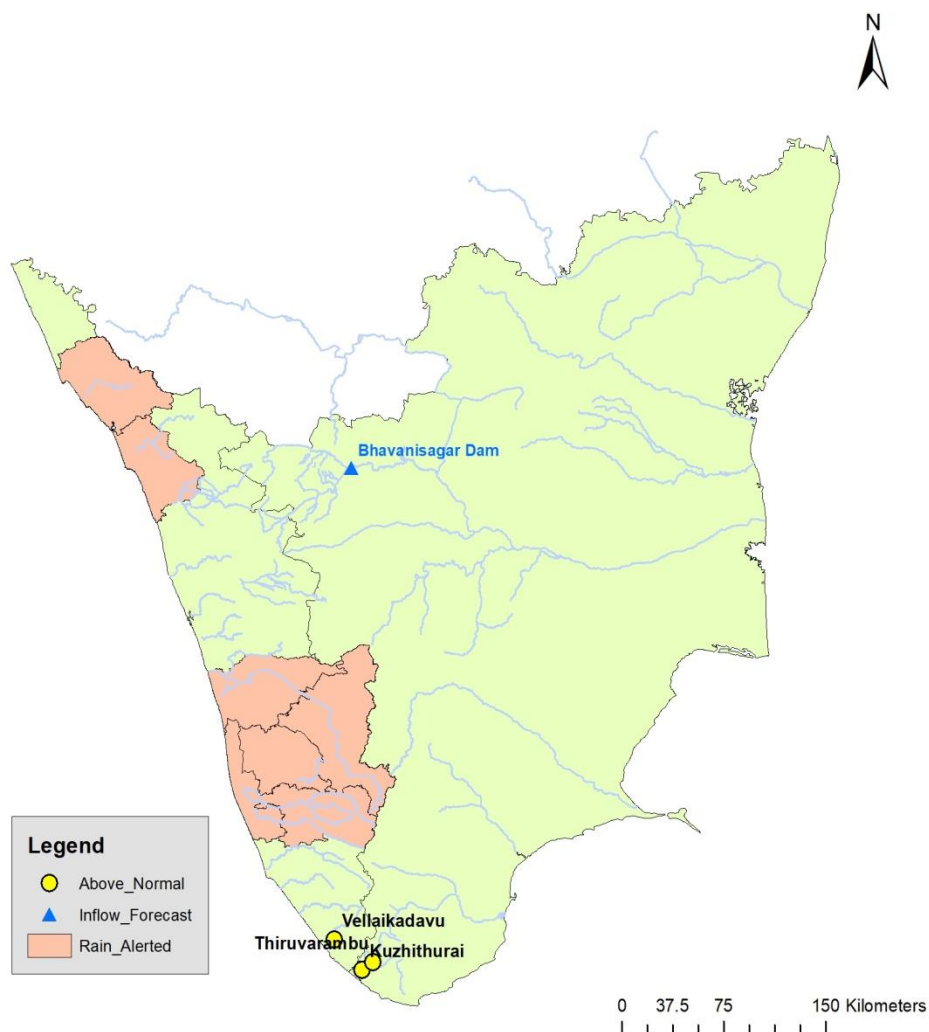 N
Bhavanisagar Dam
Vellaikadavu
Thiruvarambu
Kuzhithurai
Legend
Above_Normal
Inflow_Forecast
Rain_Alerted
0 37.5 75 150 Kilometers